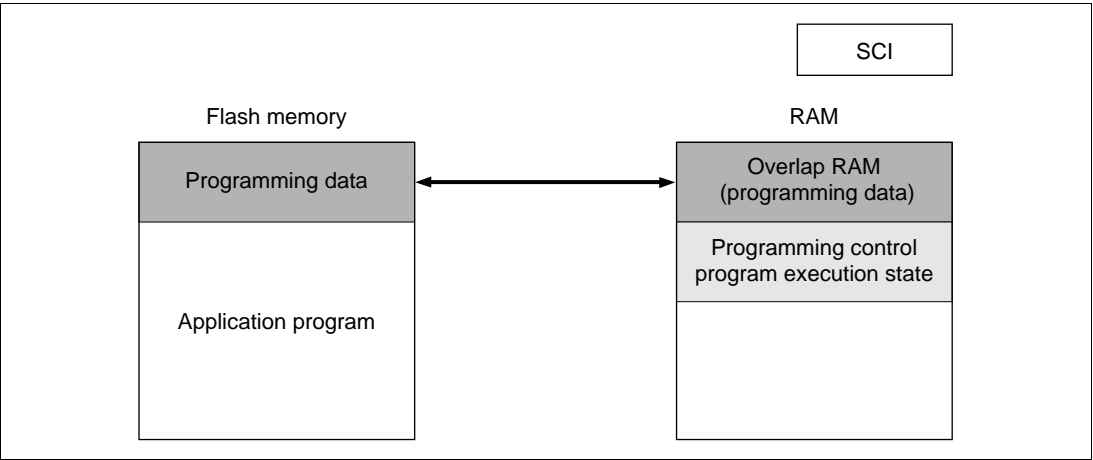 SCI
Flash memory
RAM
Programming data
Overlap RAM
(programming data)
Programming control
program execution state
Application program